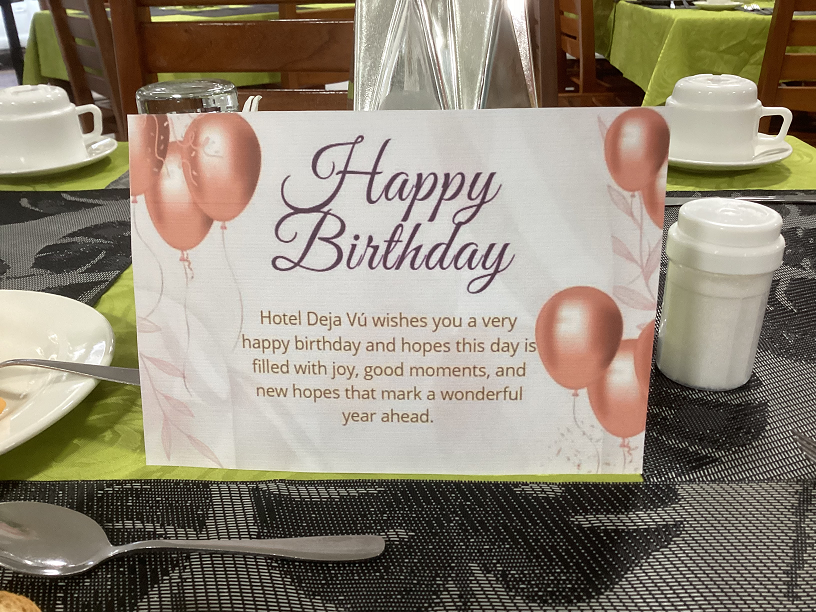 Happy
Birthday
Hotel Deja Vú wishes you a very
happy birthday and hopes this day is
filled with joy, good moments, and
new hopes that mark a wonderful
year ahead.